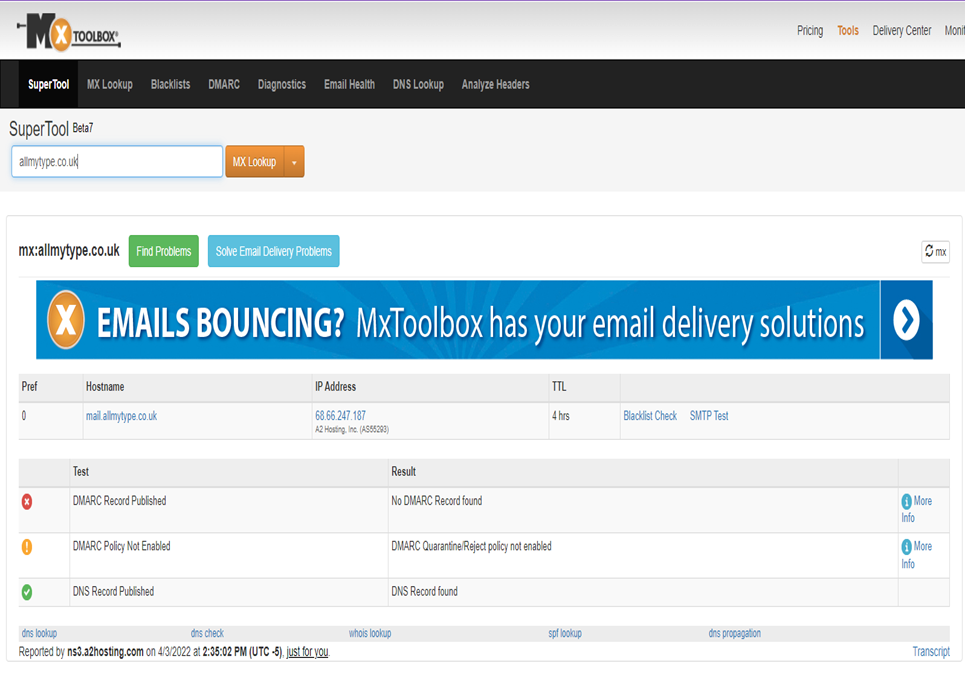 MX TOOLBOX®
Pricing Tools Delivery Center Monit
SuperTool MX Lookup Blacklists DMARC Diagnostics Email Health DNS Lookup Analyze Headers
SuperTool Beta7
allmytype.co.uk MX Lookup
mx:allmytype.co.uk Find Problems Solve Email Delivery Problems mx
X EMAILS BOUNCING? MxToolbox has your email delivery solutions
Pref Hostname IP Address TTL
0 mail.allmytype.co.uk 68.66.247.187 4 hrs Blacklist Check SMTP Test
A2 Hosting, Inc. (AS55293)
Test Result
DMARC Record Published No DMARC Record found More
Info
DMARC Policy Not Enabled DMARC Quarantine/Reject policy not enabled More
Info
DNS Record Published DNS Record found
dns lookup dns check whois lookup spf lookup dns propagation
Reported by ns3.a2hosting.com on 4/3/2022 at 2:35:02 PM (UTC -5), just for you. Transcript